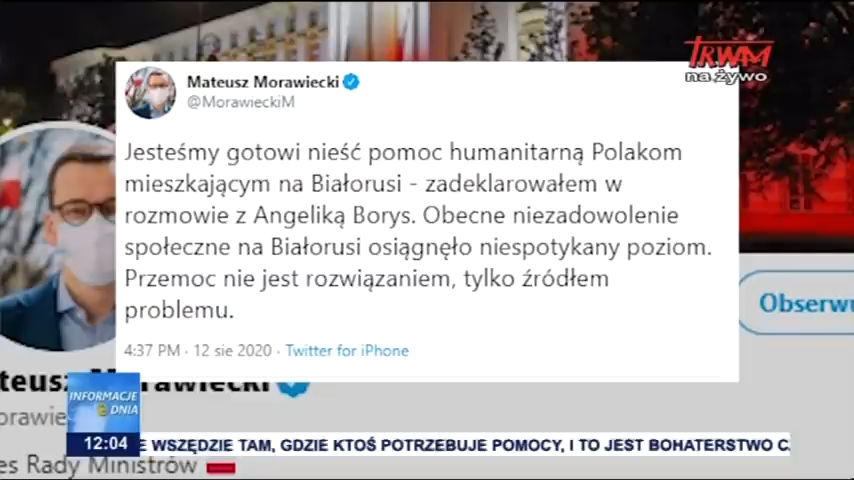 TRWAM
na żywo
Mateusz Morawiecki
@MorawieckiM
Jesteśmy gotowi nieść pomoc humanitarną Polakom
mieszkającym na Białorusi - zadeklarowałem w
rozmowie z Angeliką Borys. Obecne niezadowolenie
społeczne na Białorusi osiągnęło niespotykany poziom.
Przemoc nie jest rozwiązaniem, tylko źródłem
problemu.
4:37 PM · 12 sie 2020 · Twitter for iPhone
Obserwu
ateusz Morawiecki
orawie
INFORMACJE
DNIA
12:04
E WSZĘDZIE TAM, GDZIE KTOŚ POTRZEBUJE POMOCY, I TO JEST BOHATERSTWO
es Rady Ministrów